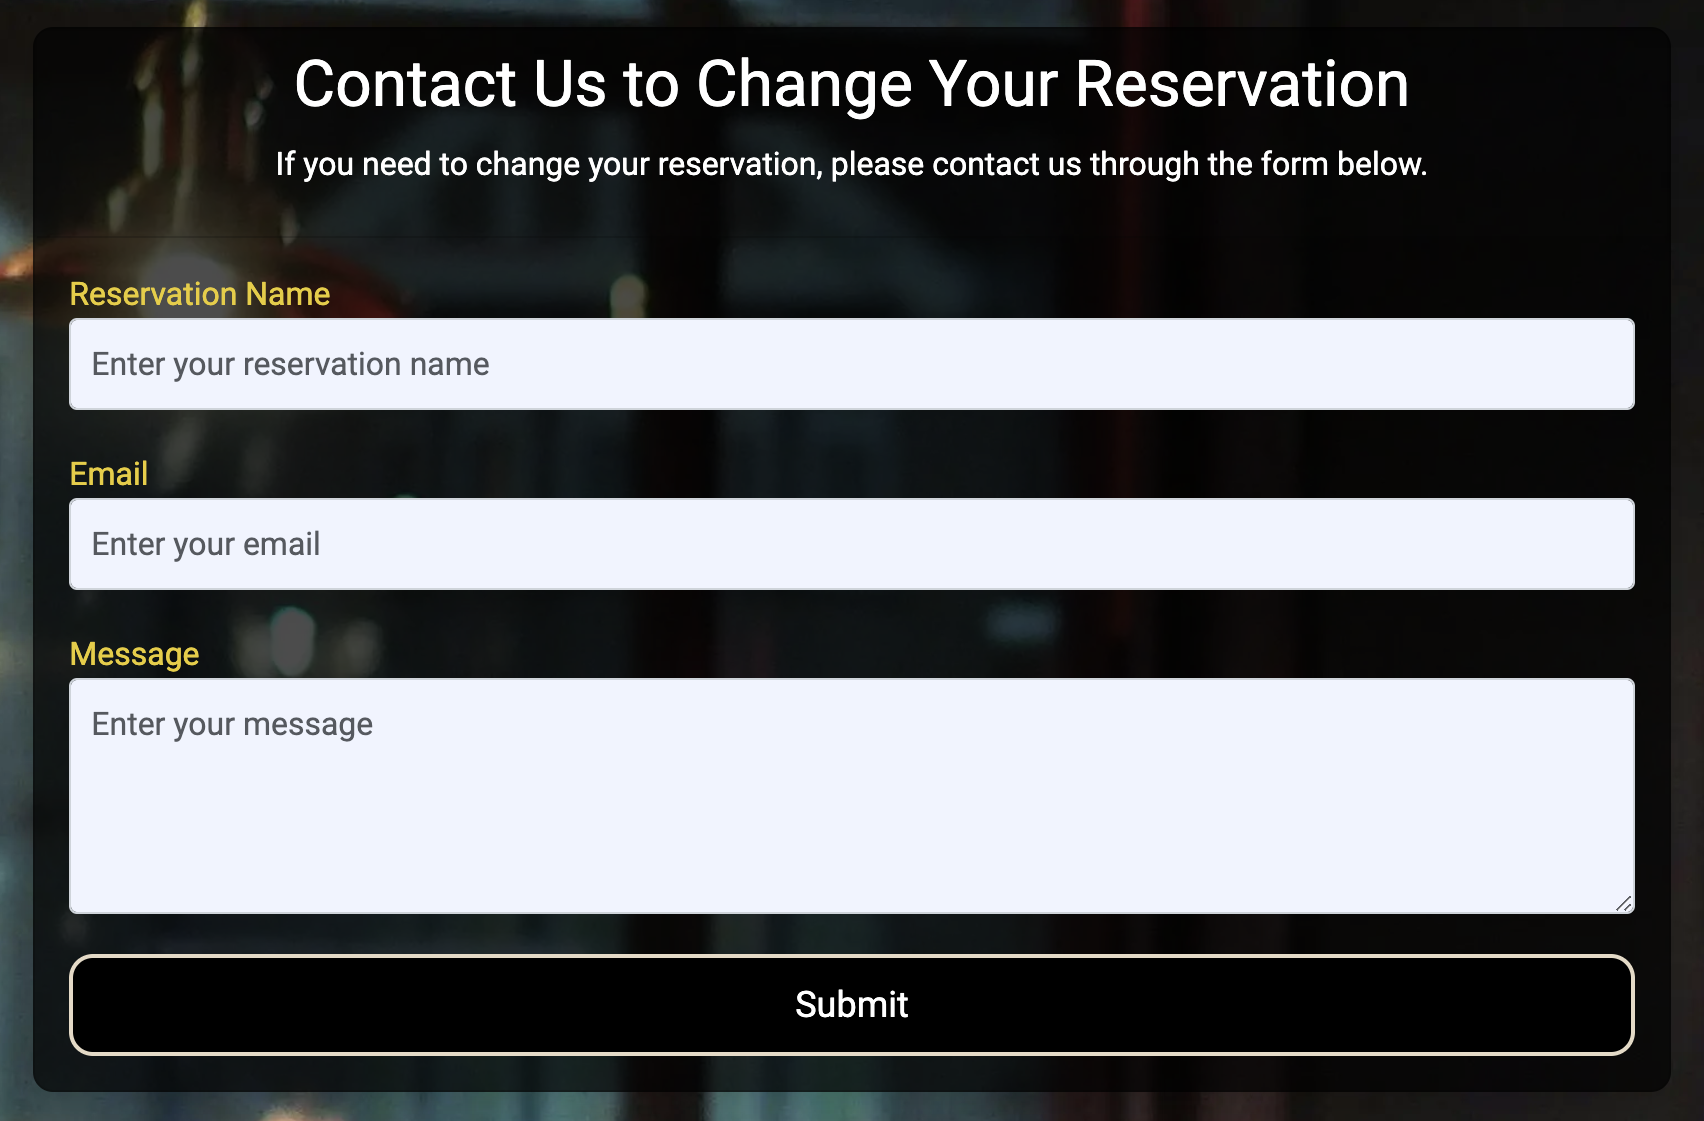 Contact Us to Change Your Reservation
If you need to change your reservation, please contact us through the form below.
Reservation Name
Enter your reservation name
Email
Enter your email
Message
Enter your message
Submit